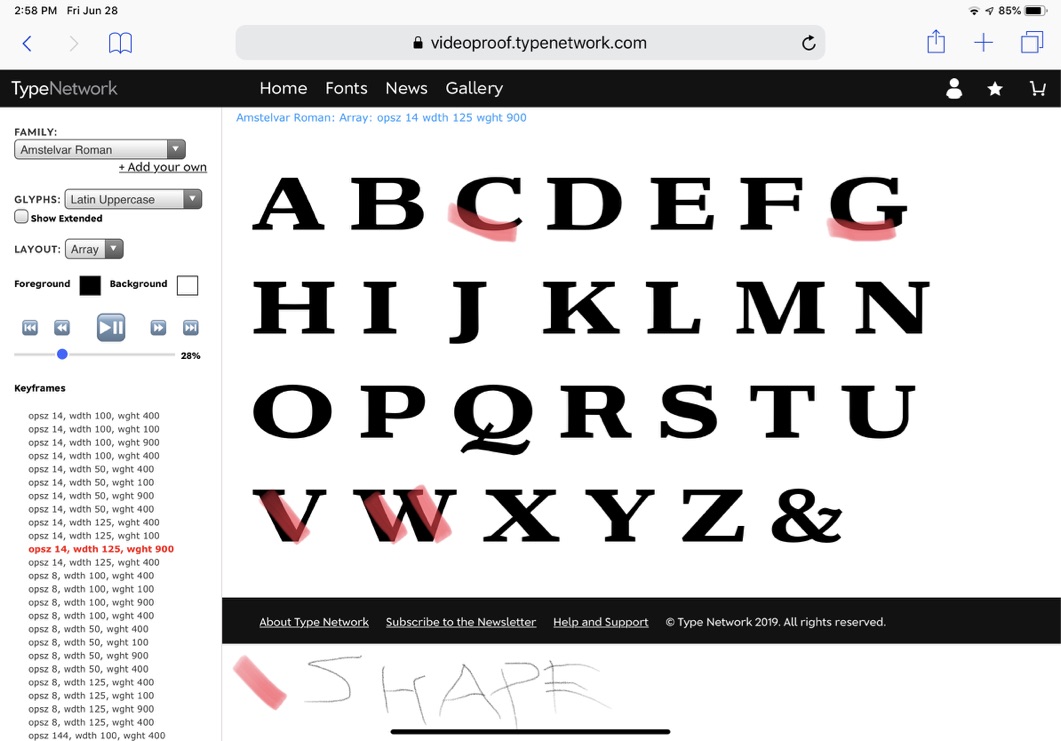 2:58 PM Fri Jun 28
85%
videoproof.typenetwork.com
TypeNetwork
Home Fonts News Gallery
FAMILY:
Amstelvar Roman
+ Add your own
GLYPHS: Latin Uppercase
Show Extended
LAYOUT: Array
Foreground Background
28%
Keyframes
opsz 14, wdth 100, wght 400
opsz 14, wdth 100, wght 100
opsz 14, wdth 100, wght 900
opsz 14, wdth 100, wght 400
opsz 14, wdth 50, wght 400
opsz 14, wdth 50, wght 100
opsz 14, wdth 50, wght 900
opsz 14, wdth 50, wght 400
opsz 14, wdth 125, wght 400
opsz 14, wdth 125, wght 100
opsz 14, wdth 125, wght 900
opsz 14, wdth 125, wght 400
opsz 8, wdth 100, wght 400
opsz 8, wdth 100, wght 100
opsz 8, wdth 100, wght 900
opsz 8, wdth 100, wght 400
opsz 8, wdth 50, wght 400
opsz 8, wdth 50, wght 100
opsz 8, wdth 50, wght 900
opsz 8, wdth 50, wght 400
opsz 8, wdth 125, wght 400
opsz 8, wdth 125, wght 100
opsz 8, wdth 125, wght 900
opsz 8, wdth 125, wght 400
opsz 144, wdth 100, wght 400
Amstelvar Roman: Array: opsz 14 wdth 125 wght 900
A B C D E F G
H I J K L M N
O P Q R S T U
V W X Y Z &
About Type Network Subscribe to the Newsletter Help and Support © Type Network 2019. All rights reserved.
SHAPE